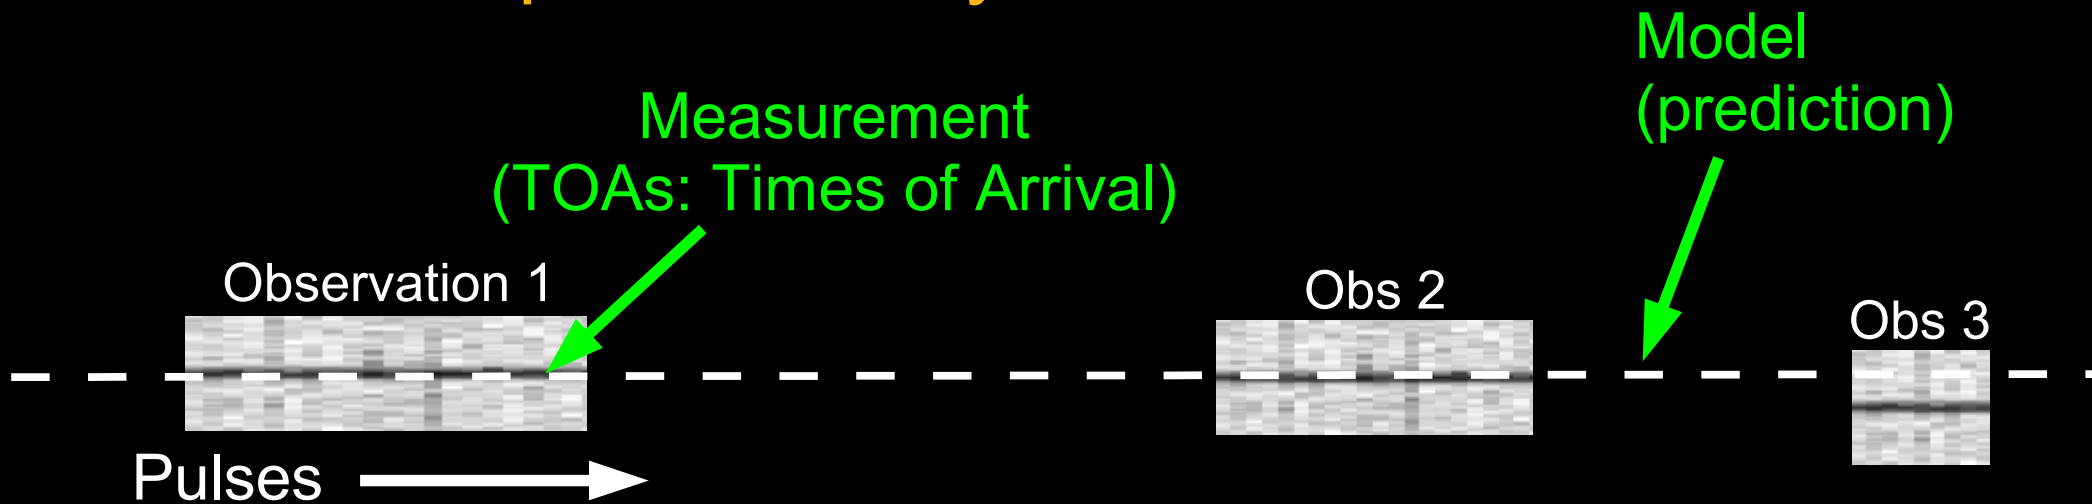 Model
(prediction)
Measurement
(TOAs: Times of Arrival)
Observation 1
Obs 2
Obs 3
Pulses